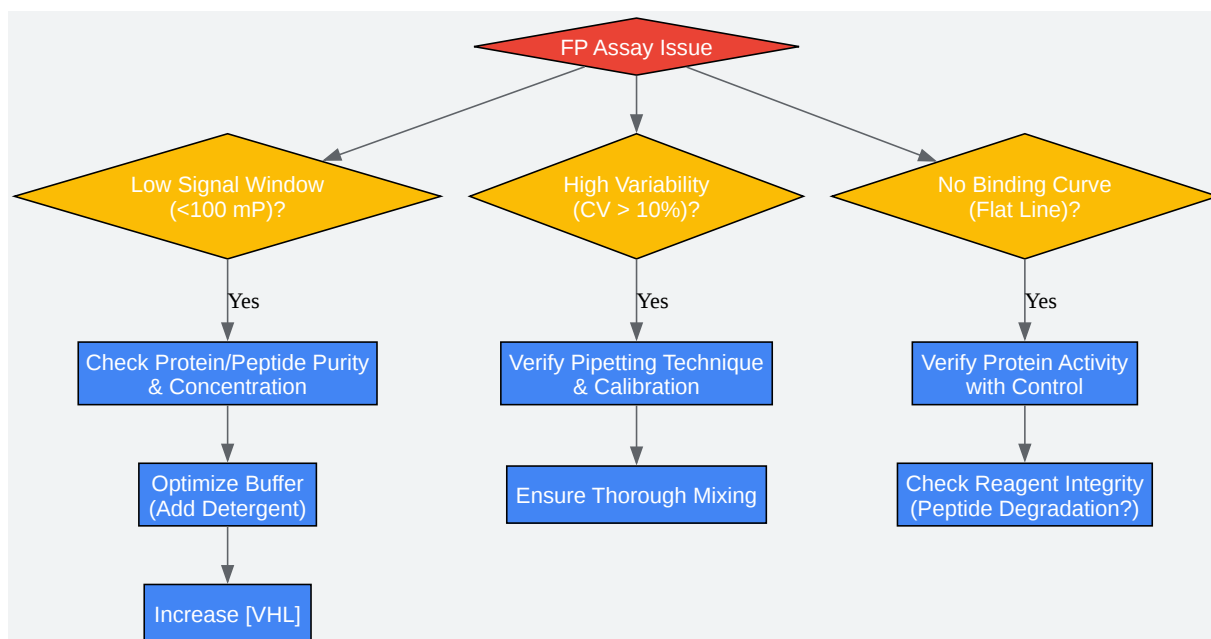 FP Assay Issue
Low Signal Window
(<100 mP)?
High Variability
(CV > 10%)?
No Binding Curve
(Flat Line)?
Yes
Yes
Yes
Check Protein/Peptide Purity
& Concentration
Verify Pipetting Technique
& Calibration
Verify Protein Activity
with Control
Optimize Buffer
(Add Detergent)
Ensure Thorough Mixing
Check Reagent Integrity
(Peptide Degradation?)
Increase [VHL]